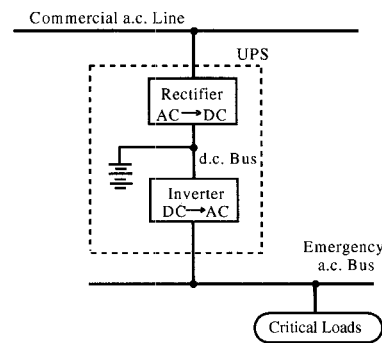 Commercial a.c. Line
UPS
Rectifier
AC → DC
d.c. Bus
Inverter
DC → AC
Emergency
a.c. Bus
Critical Loads